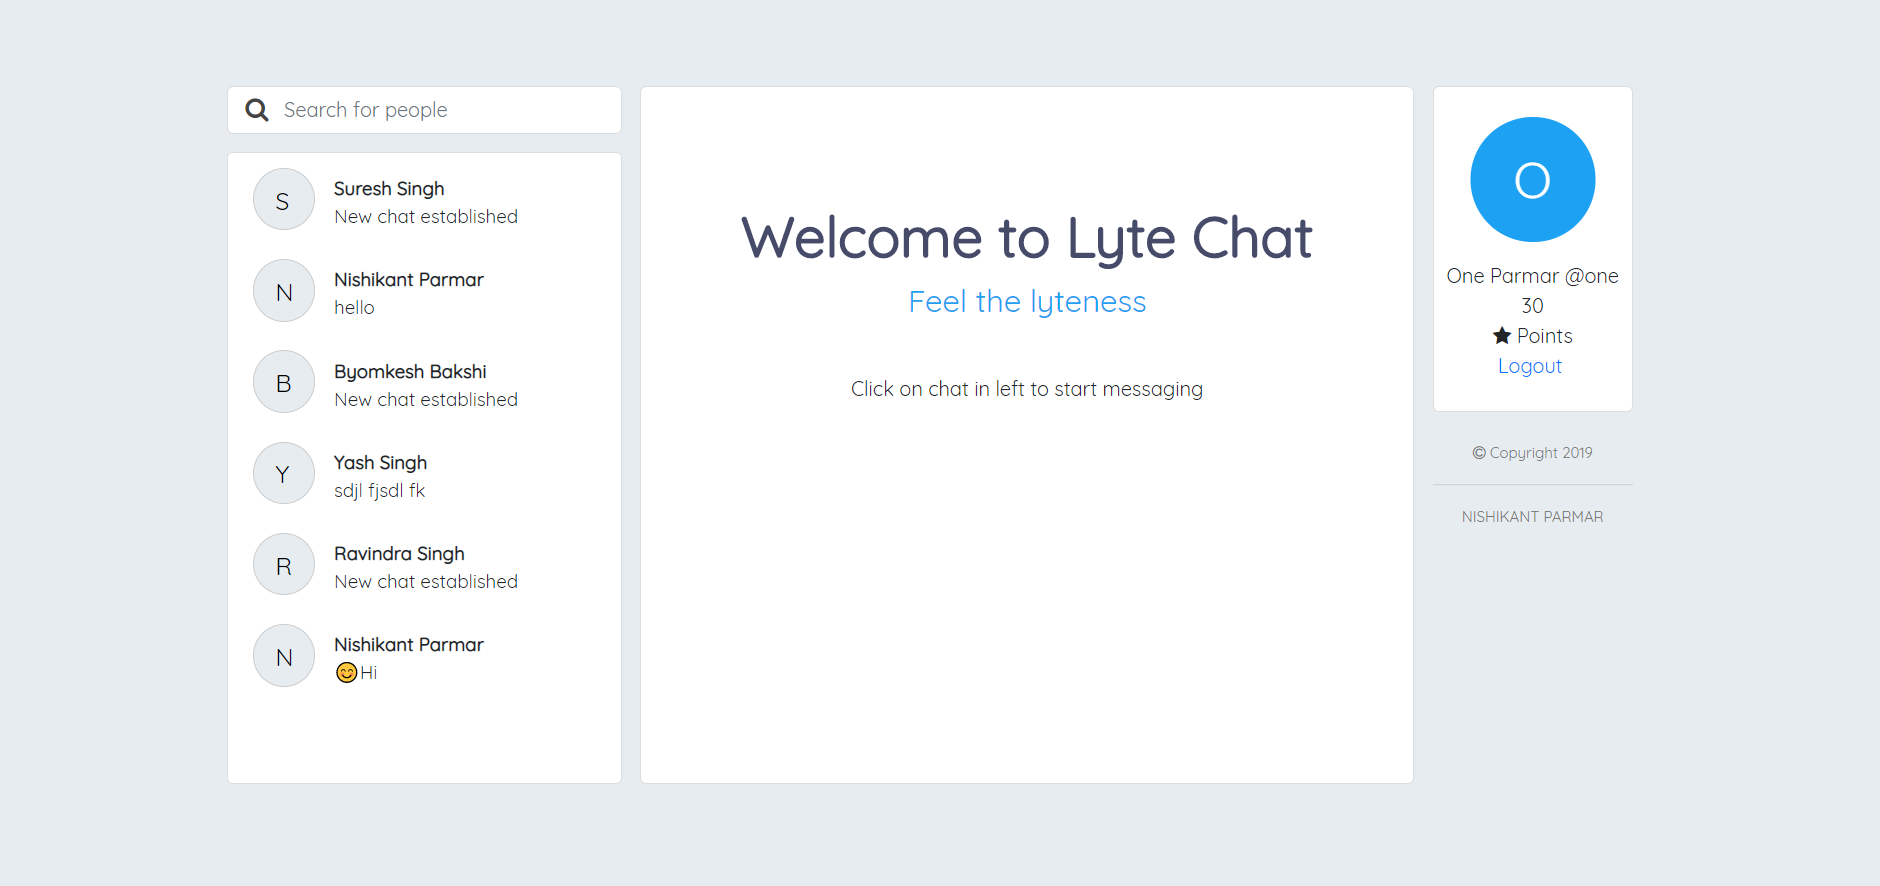 Search for people
S
Suresh Singh
New chat established
N
Nishikant Parmar
hello
B
Byomkesh Bakshi
New chat established
Y
Yash Singh
sdjl fjsdl fk
R
Ravindra Singh
New chat established
N
Nishikant Parmar
😊Hi
Welcome to Lyte Chat
Feel the lyteness
Click on chat in left to start messaging
O
One Parmar @one
30
★ Points
Logout
© Copyright 2019
NISHIKANT PARMAR